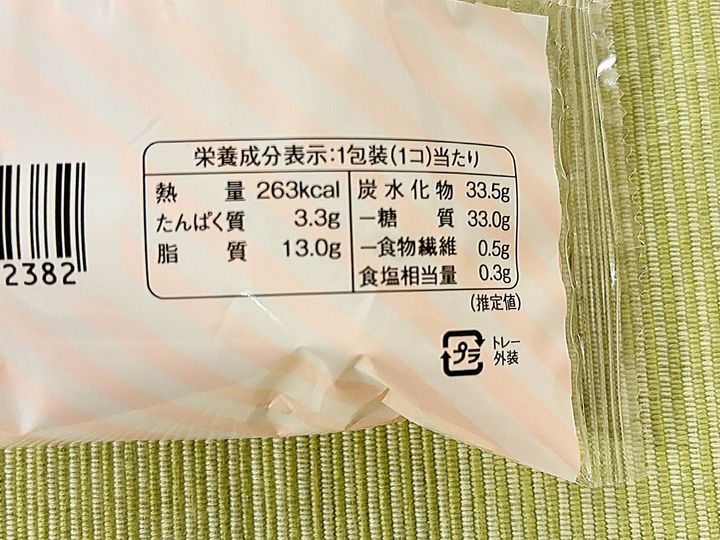 栄養成分表示:1包装(1コ)当たり
熱量 263kcal
たんぱく質 3.3g
脂質 13.0g
炭水化物 33.5g
ー糖質 33.0g
ー食物繊維 0.5g
食塩相当量 0.3g
(推定値)
2382
プラ
トレー
外装